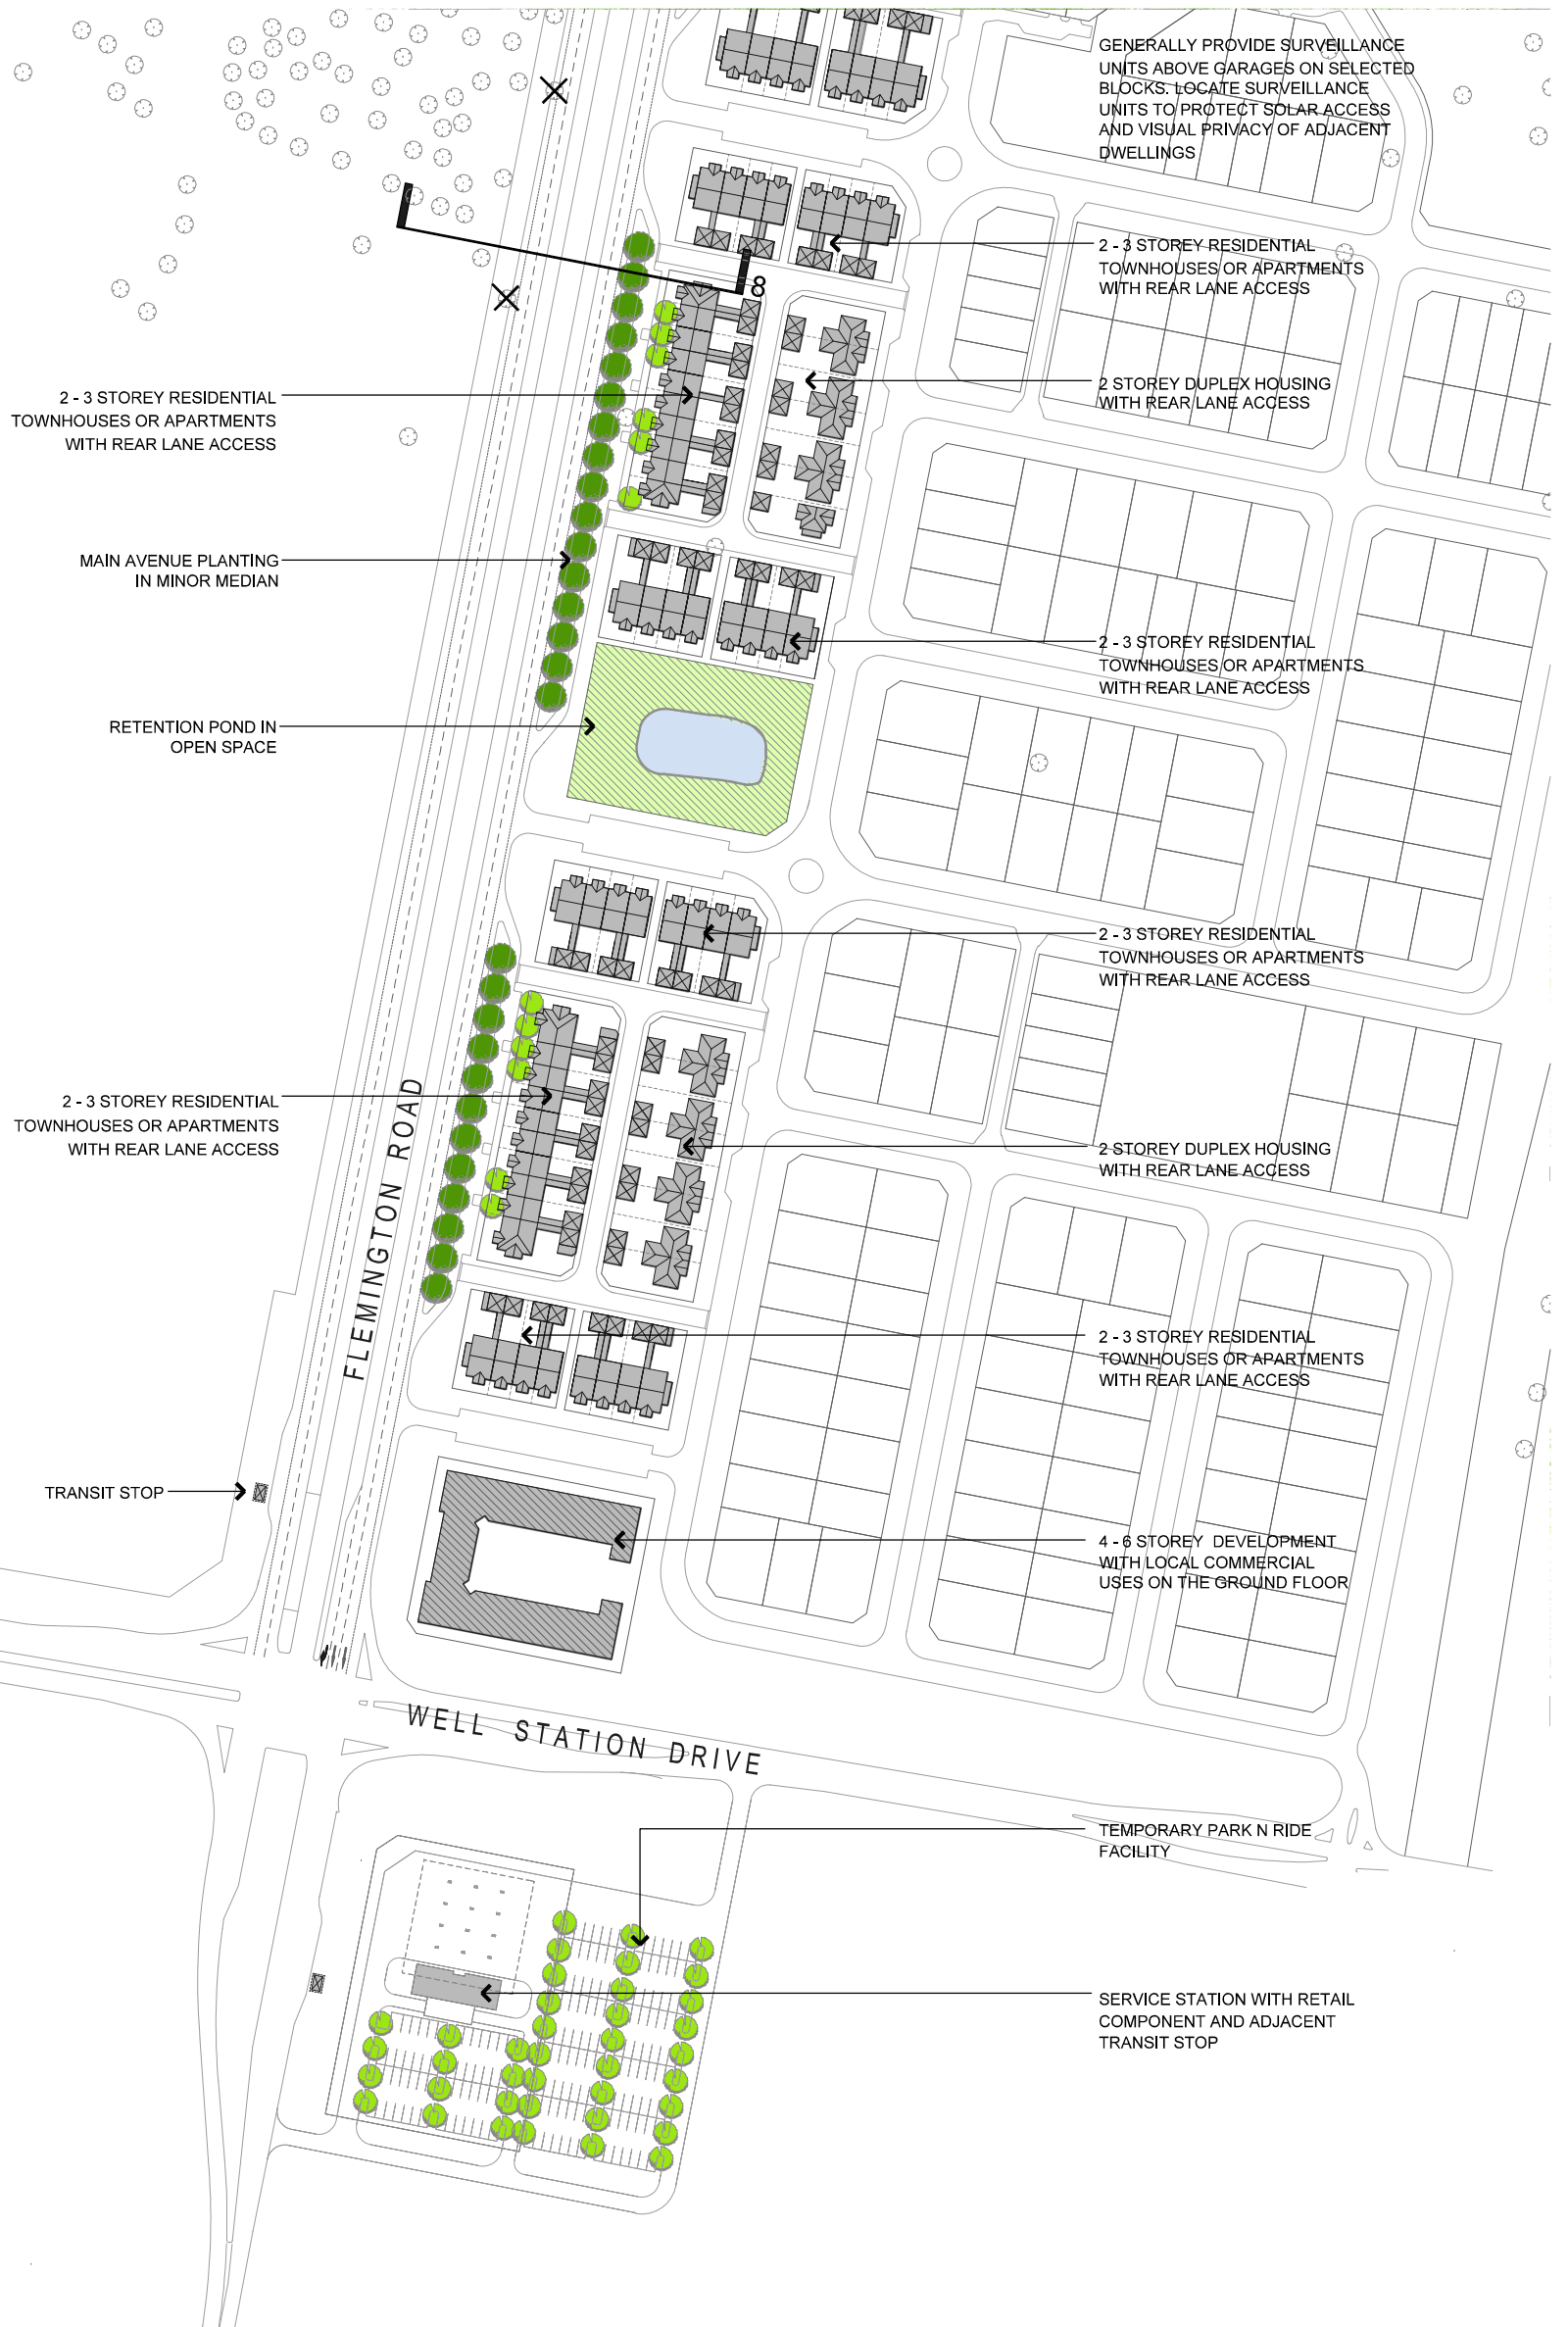 GENERALLY PROVIDE SURVEILLANCE
UNITS ABOVE GARAGES ON SELECTED
BLOCKS. LOCATE SURVEILLANCE
UNITS TO PROTECT SOLAR ACCESS
AND VISUAL PRIVACY OF ADJACENT
DWELLINGS
2 - 3 STOREY RESIDENTIAL
TOWNHOUSES OR APARTMENTS
WITH REAR LANE ACCESS
8
2 STOREY DUPLEX HOUSING
WITH REAR LANE ACCESS
2 - 3 STOREY RESIDENTIAL
TOWNHOUSES OR APARTMENTS
WITH REAR LANE ACCESS
MAIN AVENUE PLANTING
IN MINOR MEDIAN
2 - 3 STOREY RESIDENTIAL
TOWNHOUSES OR APARTMENTS
WITH REAR LANE ACCESS
RETENTION POND IN
OPEN SPACE
2 - 3 STOREY RESIDENTIAL
TOWNHOUSES OR APARTMENTS
WITH REAR LANE ACCESS
2 - 3 STOREY RESIDENTIAL
TOWNHOUSES OR APARTMENTS
WITH REAR LANE ACCESS
FLEMINGTON ROAD
2 STOREY DUPLEX HOUSING
WITH REAR LANE ACCESS
2 - 3 STOREY RESIDENTIAL
TOWNHOUSES OR APARTMENTS
WITH REAR LANE ACCESS
TRANSIT STOP
4 - 6 STOREY DEVELOPMENT
WITH LOCAL COMMERCIAL
USES ON THE GROUND FLOOR
WELL STATION DRIVE
TEMPORARY PARK N RIDE
FACILITY
SERVICE STATION WITH RETAIL
COMPONENT AND ADJACENT
TRANSIT STOP